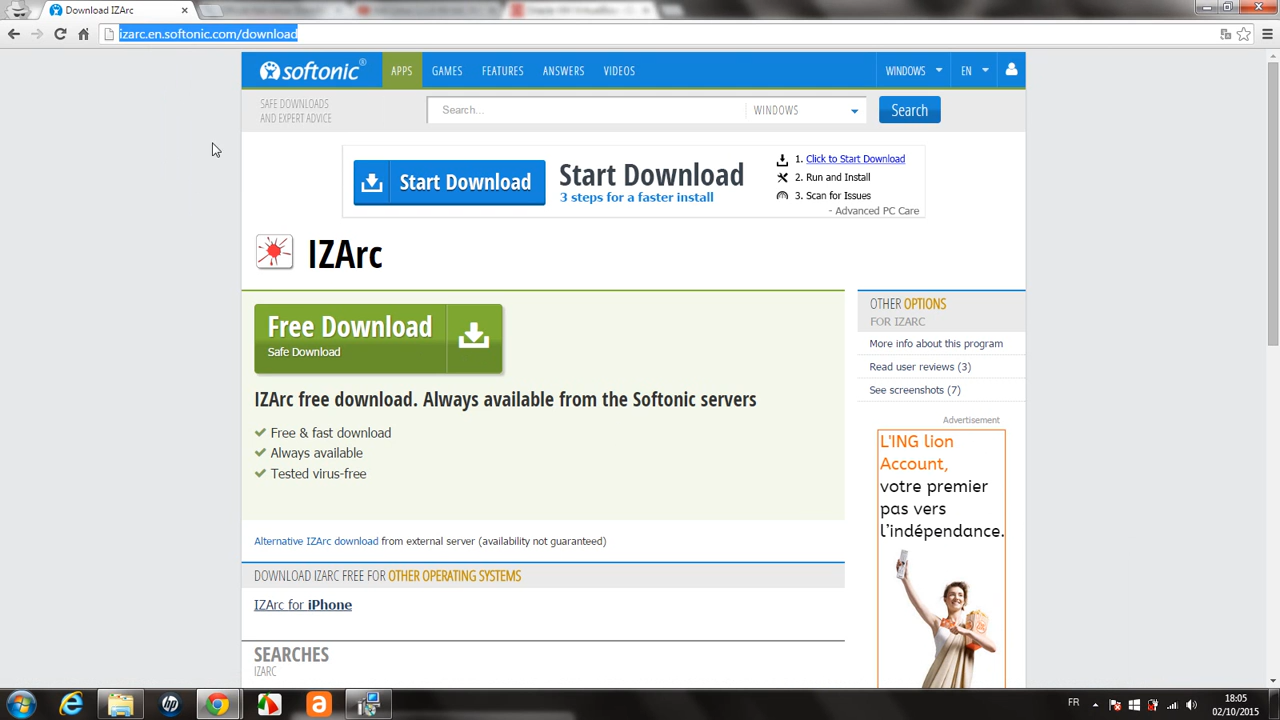 Download IZArc
izarc.en.softonic.com/download
softonic
APPS
GAMES
FEATURES
ANSWERS
VIDEOS
WINDOWS
EN
SAFE DOWNLOADS
AND EXPERT ADVICE
Search...
WINDOWS
Search
Start Download
Start Download
3 steps for a faster install
1. Click to Start Download
2. Run and Install
3. Scan for Issues
- Advanced PC Care
IZArc
Free Download
Safe Download
IZArc free download. Always available from the Softonic servers
Free & fast download
Always available
Tested virus-free
Alternative IZArc download from external server (availability not guaranteed)
DOWNLOAD IZARC FREE FOR OTHER OPERATING SYSTEMS
IZArc for iPhone
SEARCHES
IZARC
OTHER OPTIONS
FOR IZARC
More info about this program
Read user reviews (3)
See screenshots (7)
Advertisement
L'ING lion
Account,
votre premier
pas vers
l'indépendance.
FR
18:05
02/10/2015